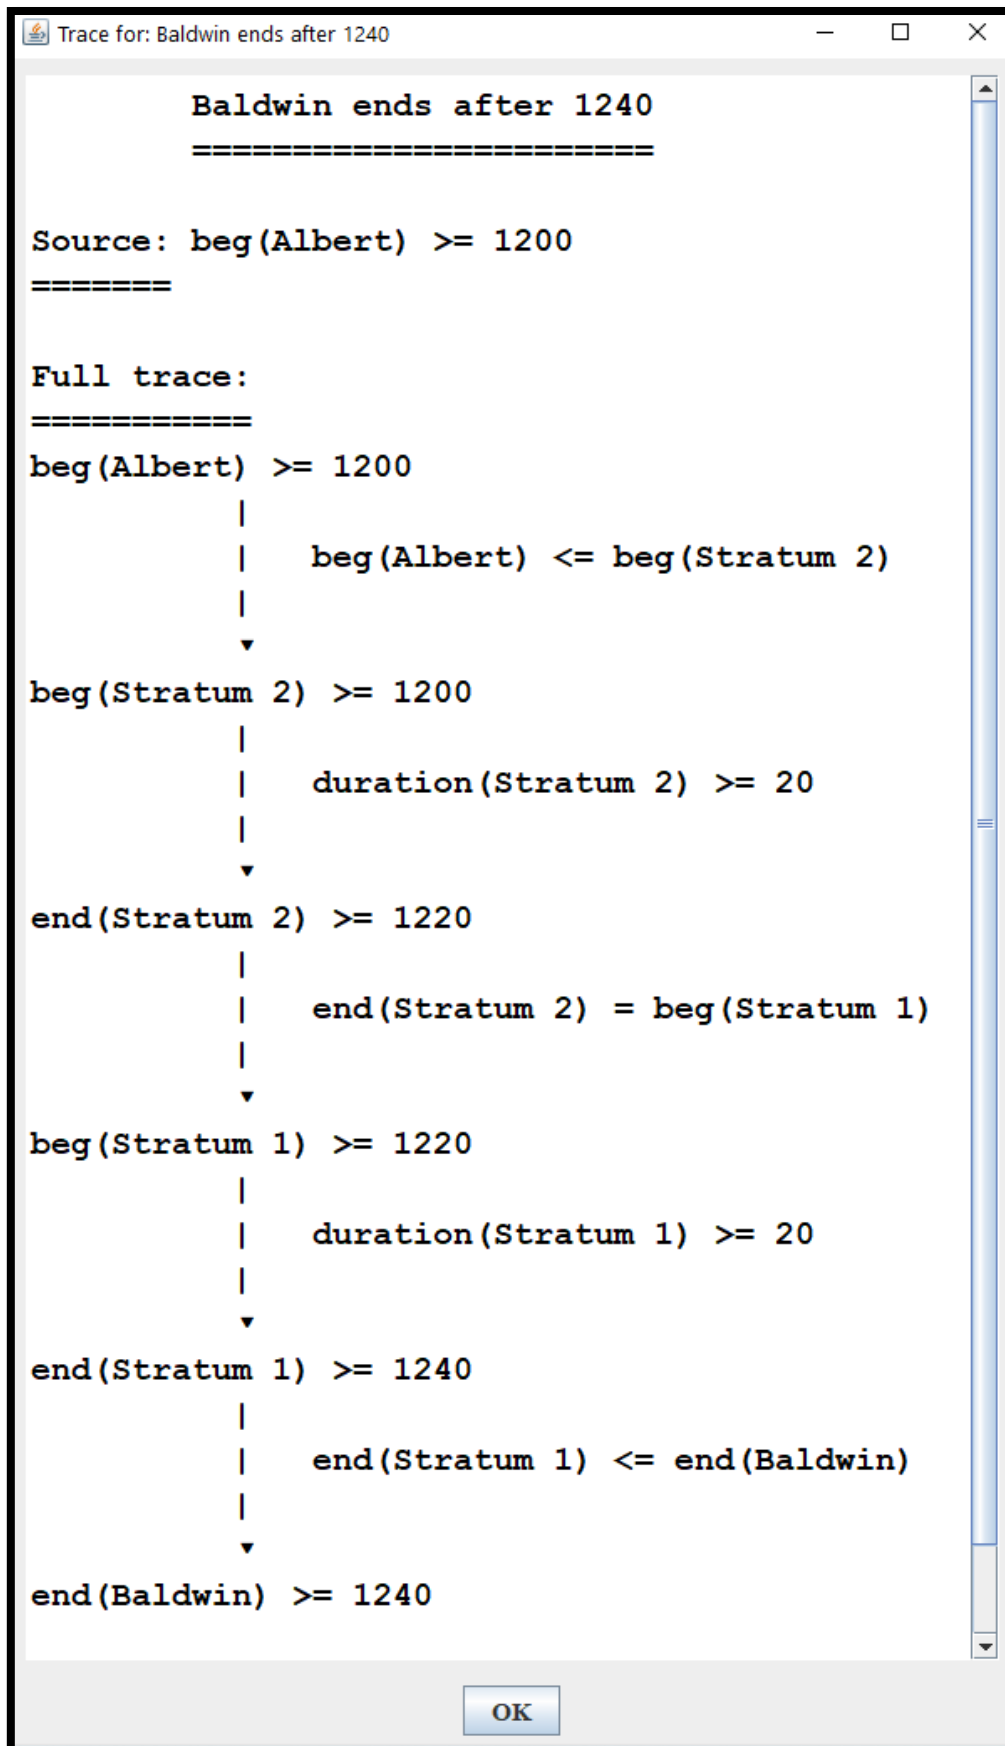 Trace for: Baldwin ends after 1240
Baldwin ends after 1240
=======================
Source: beg(Albert) >= 1200
=======
Full trace:
===========
beg(Albert) >= 1200
|
| beg(Albert) <= beg(Stratum 2)
|
▼
beg(Stratum 2) >= 1200
|
| duration(Stratum 2) >= 20
|
▼
end(Stratum 2) >= 1220
|
| end(Stratum 2) = beg(Stratum 1)
|
▼
beg(Stratum 1) >= 1220
|
| duration(Stratum 1) >= 20
|
▼
end(Stratum 1) >= 1240
|
| end(Stratum 1) <= end(Baldwin)
|
▼
end(Baldwin) >= 1240
OK